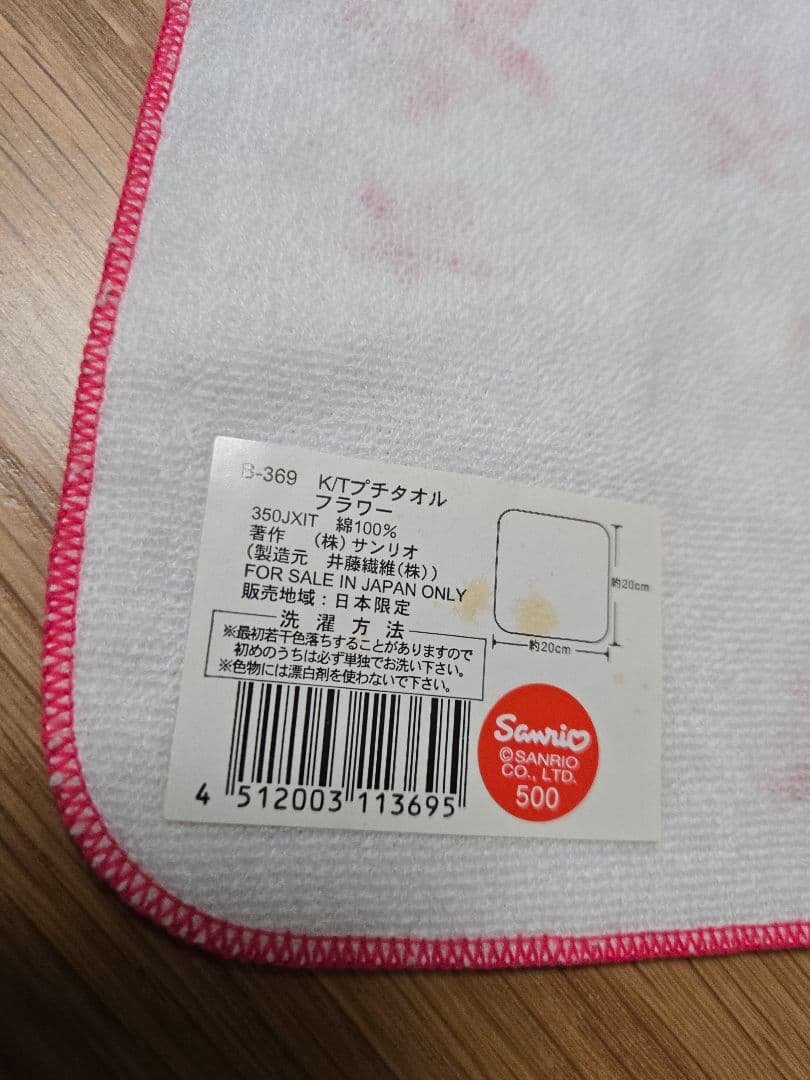 B-369 K/Tプチタオル
フラワー
350JXIT 綿100%
著作 (株)サンリオ
(製造元 井藤繊維(株))
FOR SALE IN JAPAN ONLY
販売地域：日本限定
洗濯方法
※最初若干色落ちすることがありますので
初めのうちは必ず単独でお洗い下さい。
※色物には漂白剤を使わないで下さい。
約20cm
約20cm
4 512003 113695
Sanrio
©SANRIO
CO., LTD.
500